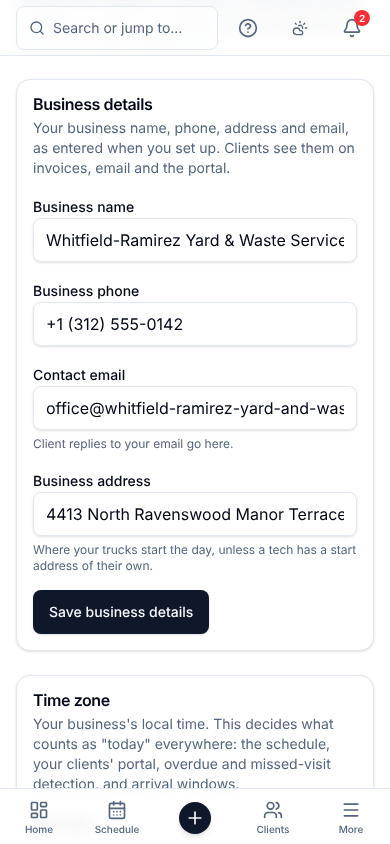 Search or jump to...
2
Business details
Your business name, phone, address and email,
as entered when you set up. Clients see them on
invoices, email and the portal.
Business name
Whitfield-Ramirez Yard & Waste Service
Business phone
+1 (312) 555-0142
Contact email
office@whitfield-ramirez-yard-and-was
Client replies to your email go here.
Business address
4413 North Ravenswood Manor Terrace
Where your trucks start the day, unless a tech has a start
address of their own.
Save business details
Time zone
Your business's local time. This decides what
counts as "today" everywhere: the schedule,
your clients' portal, overdue and missed-visit
detection, and arrival windows.
Home
Schedule
Clients
More